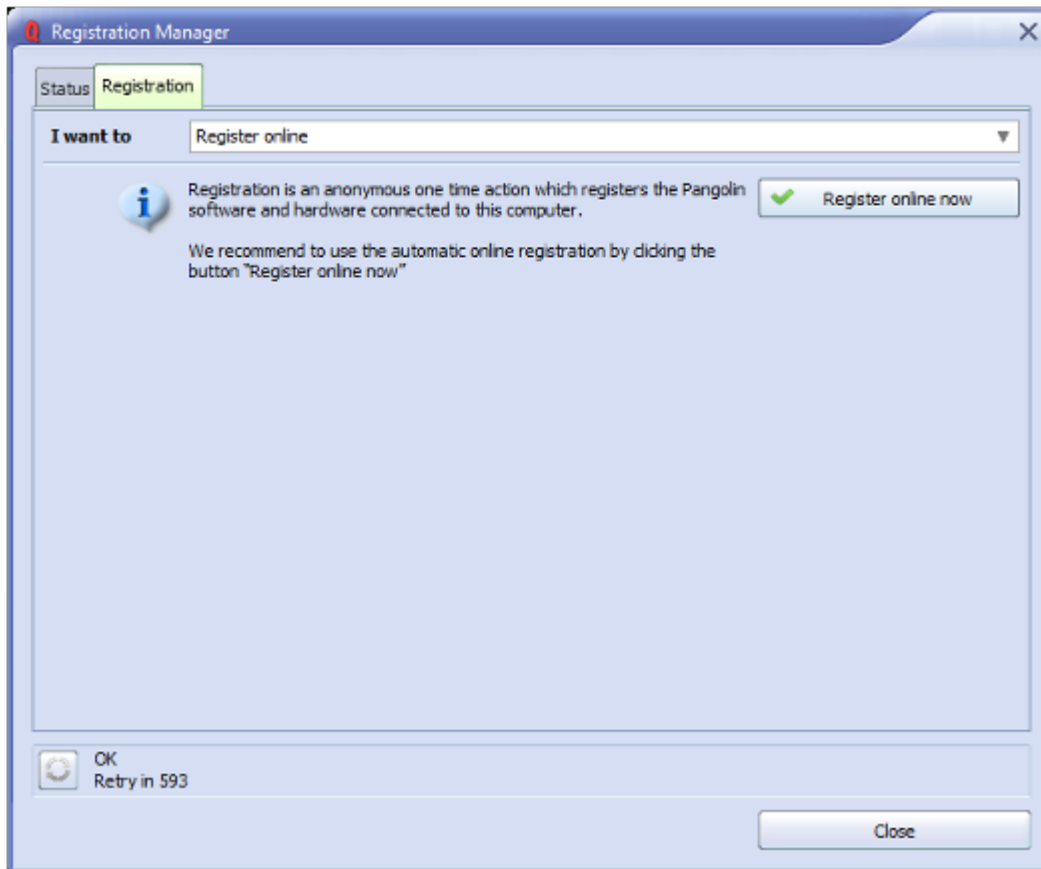 Registration Manager
Status
Registration
I want to
Register online
Registration is an anonymous one time action which registers the Pangolin
software and hardware connected to this computer.
Register online now
We recommend to use the automatic online registration by clicking the
button "Register online now"
OK
Retry in 593
Close